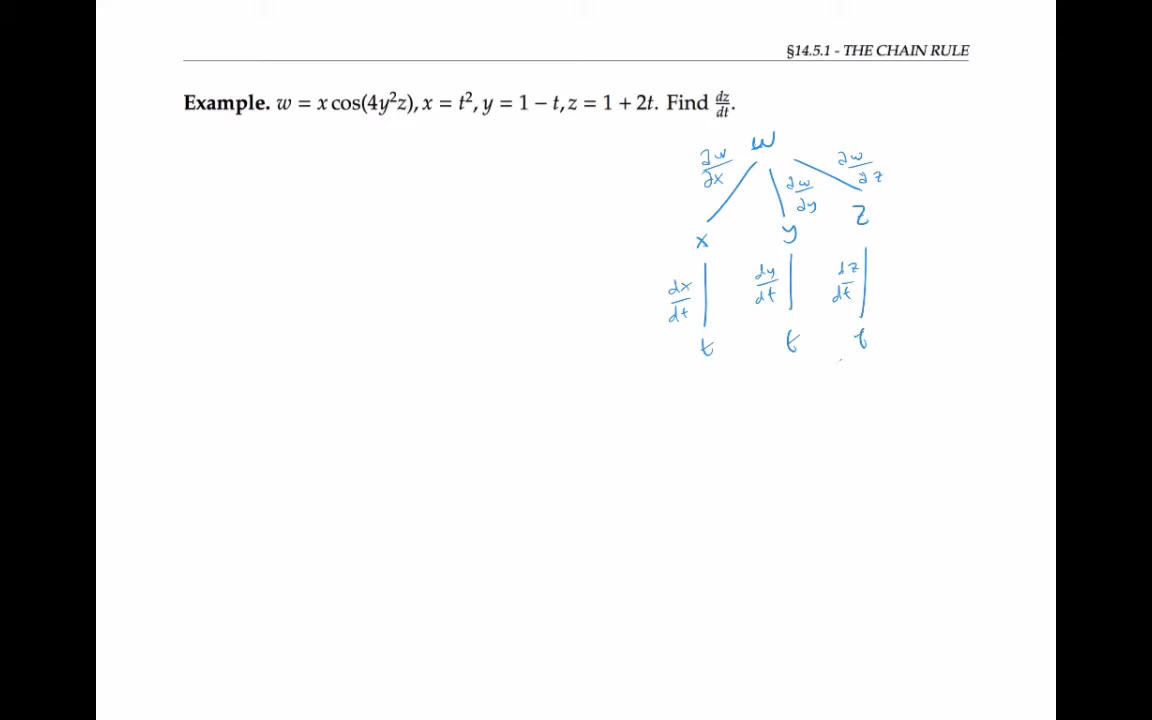 §14.5.1 - THE CHAIN RULE
Example. w = x cos(4y²z), x = t², y = 1 − t, z = 1 + 2t. Find dz/dt.
w
∂w/∂x ∂w/∂y ∂w/∂z
x y z
dx/dt dy/dt dz/dt
t t t